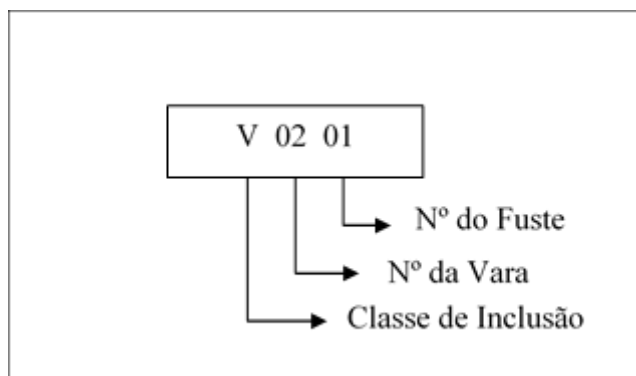 V 02 01
Nº do Fuste
Nº da Vara
Classe de Inclusão